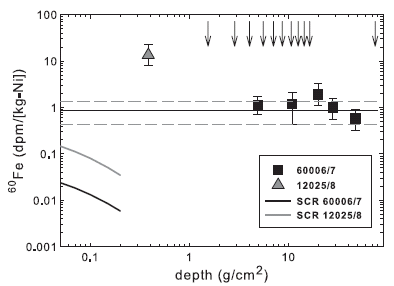 100
10
1
0.1
0.01
0.001
⁶⁰Fe (dpm/[kg-Ni])
0.1
1
10
depth (g/cm²)
60006/7
12025/8
SCR 60006/7
SCR 12025/8